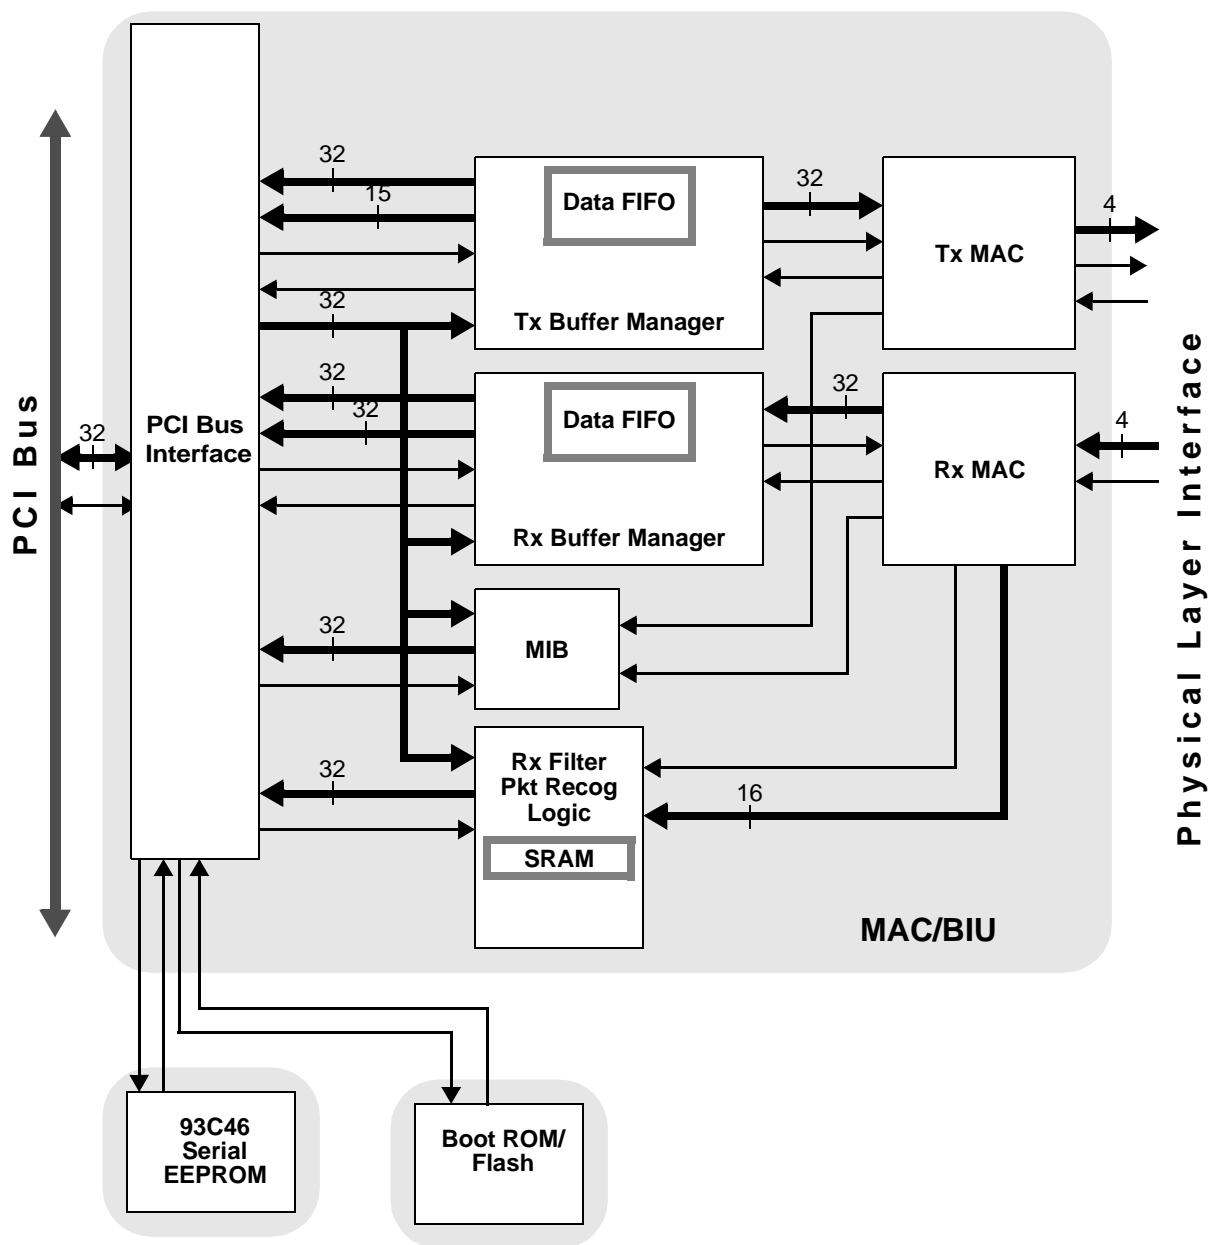 32
15
32
Data FIFO
Tx Buffer Manager
32
Tx MAC
4
32
32
Data FIFO
Rx Buffer Manager
32
Rx MAC
4
PCI Bus
32
PCI Bus
Interface
Physical Layer Interface
32
MIB
32
Rx Filter
Pkt Recog
Logic
SRAM
16
MAC/BIU
93C46
Serial
EEPROM
Boot ROM/
Flash